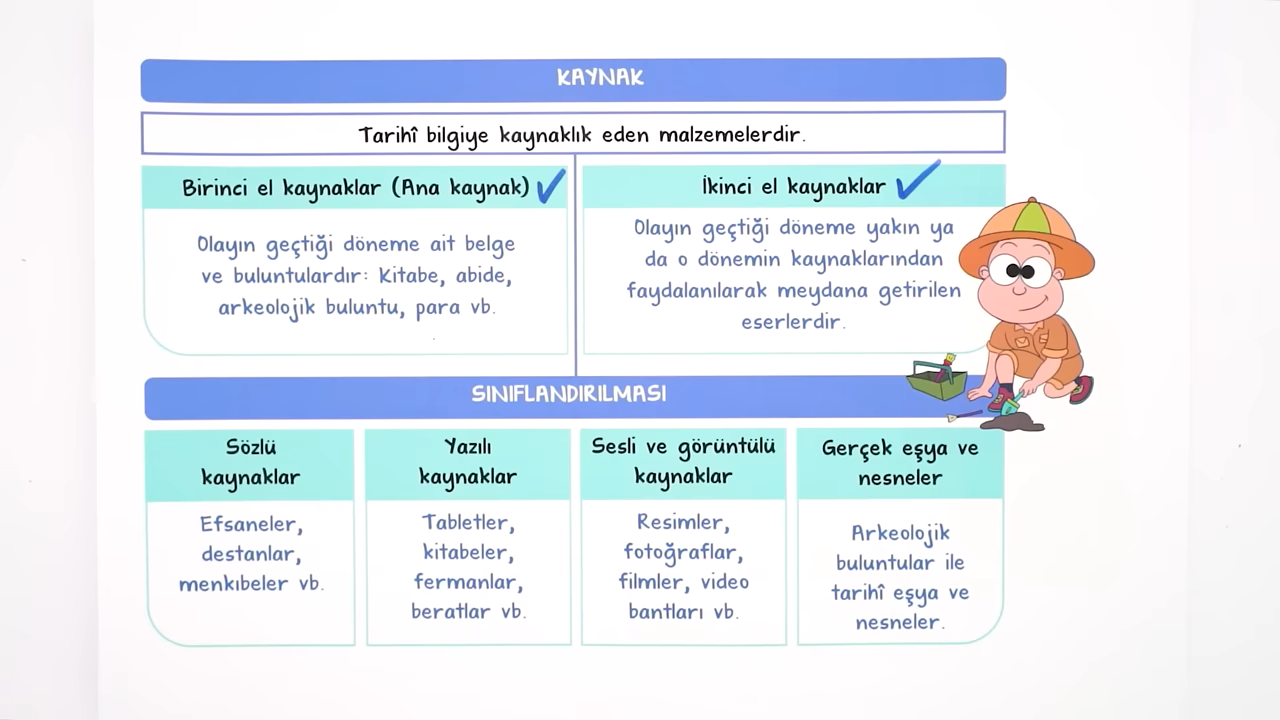 KAYNAK
Tarihî bilgiye kaynaklık eden malzemelerdir.
Birinci el kaynaklar (Ana kaynak)
Olayın geçtiği döneme ait belge
ve buluntulardır: Kitabe, abide,
arkeolojik buluntu, para vb.
İkinci el kaynaklar
Olayın geçtiği döneme yakın ya
da o dönemin kaynaklarından
faydalanılarak meydana getirilen
eserlerdir.
SINIFLANDIRILMASI
Sözlü
kaynaklar
Efsaneler,
destanlar,
menkıbeler vb.
Yazılı
kaynaklar
Tabletler,
kitabeler,
fermanlar,
beratlar vb.
Sesli ve görüntülü
kaynaklar
Resimler,
fotoğraflar,
filmler, video
bantları vb.
Gerçek eşya ve
nesneler
Arkeolojik
buluntular ile
tarihî eşya ve
nesneler.